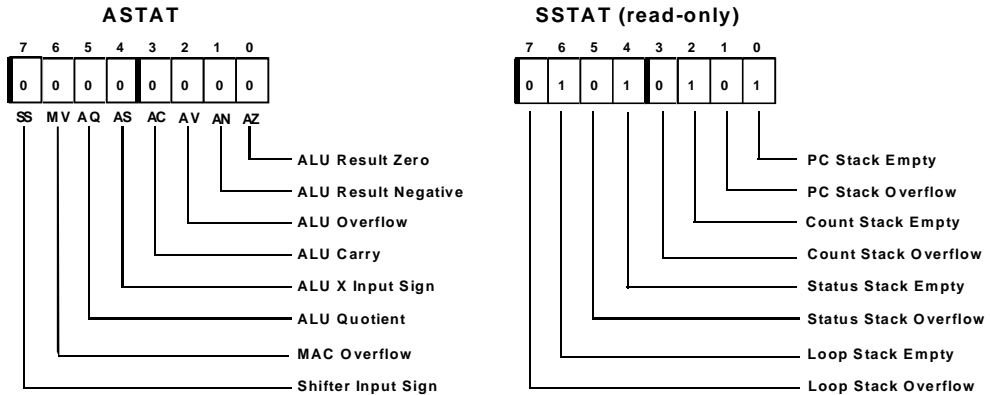 ASTAT
7 6 5 4 3 2 1 0
0 0 0 0 0 0 0 0
SS MV AQ AS AC AV AN AZ
ALU Result Zero
ALU Result Negative
ALU Overflow
ALU Carry
ALU X Input Sign
ALU Quotient
MAC Overflow
Shifter Input Sign
SSTAT (read-only)
7 6 5 4 3 2 1 0
0 1 0 1 0 1 0 1
PC Stack Empty
PC Stack Overflow
Count Stack Empty
Count Stack Overflow
Status Stack Empty
Status Stack Overflow
Loop Stack Empty
Loop Stack Overflow